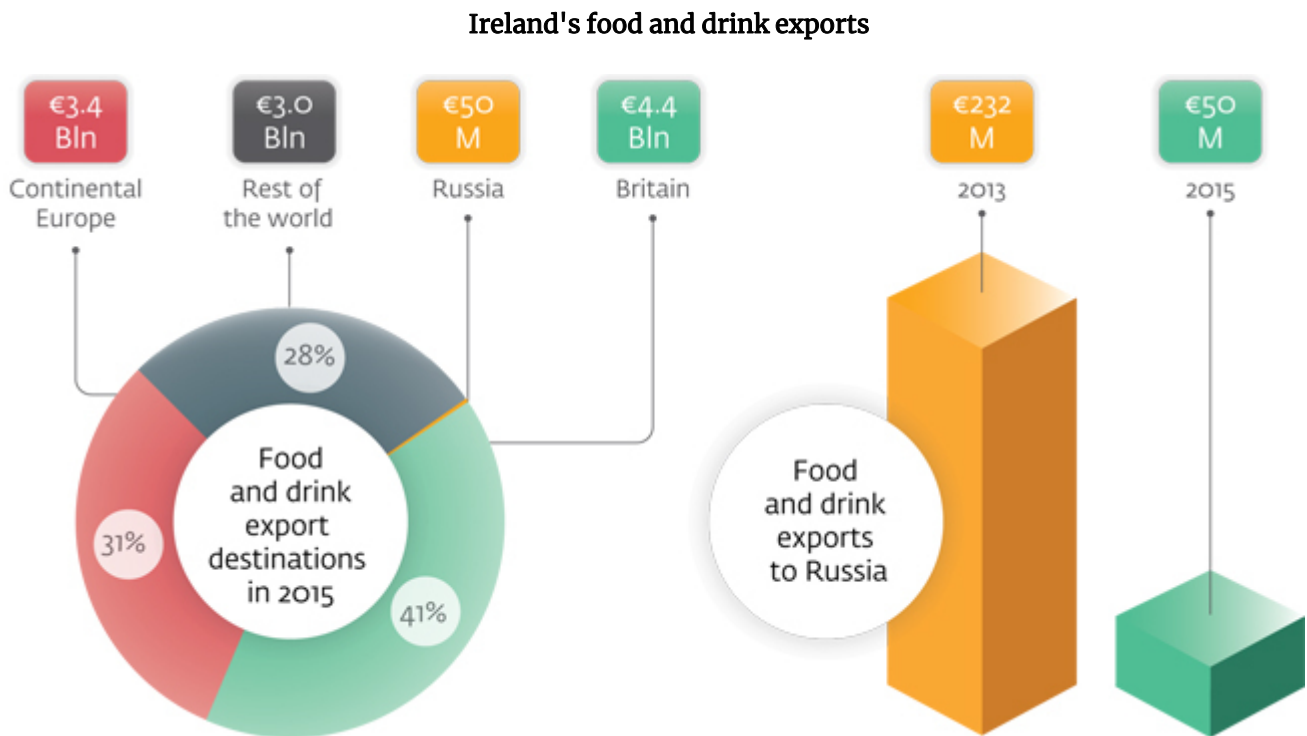 Ireland's food and drink exports
€3.4
Bln
Continental
Europe
€3.0
Bln
Rest of
the world
€50
M
Russia
€4.4
Bln
Britain
€232
M
2013
€50
M
2015
28%
31%
41%
Food
and drink
export
destinations
in 2015
Food
and drink
exports
to Russia